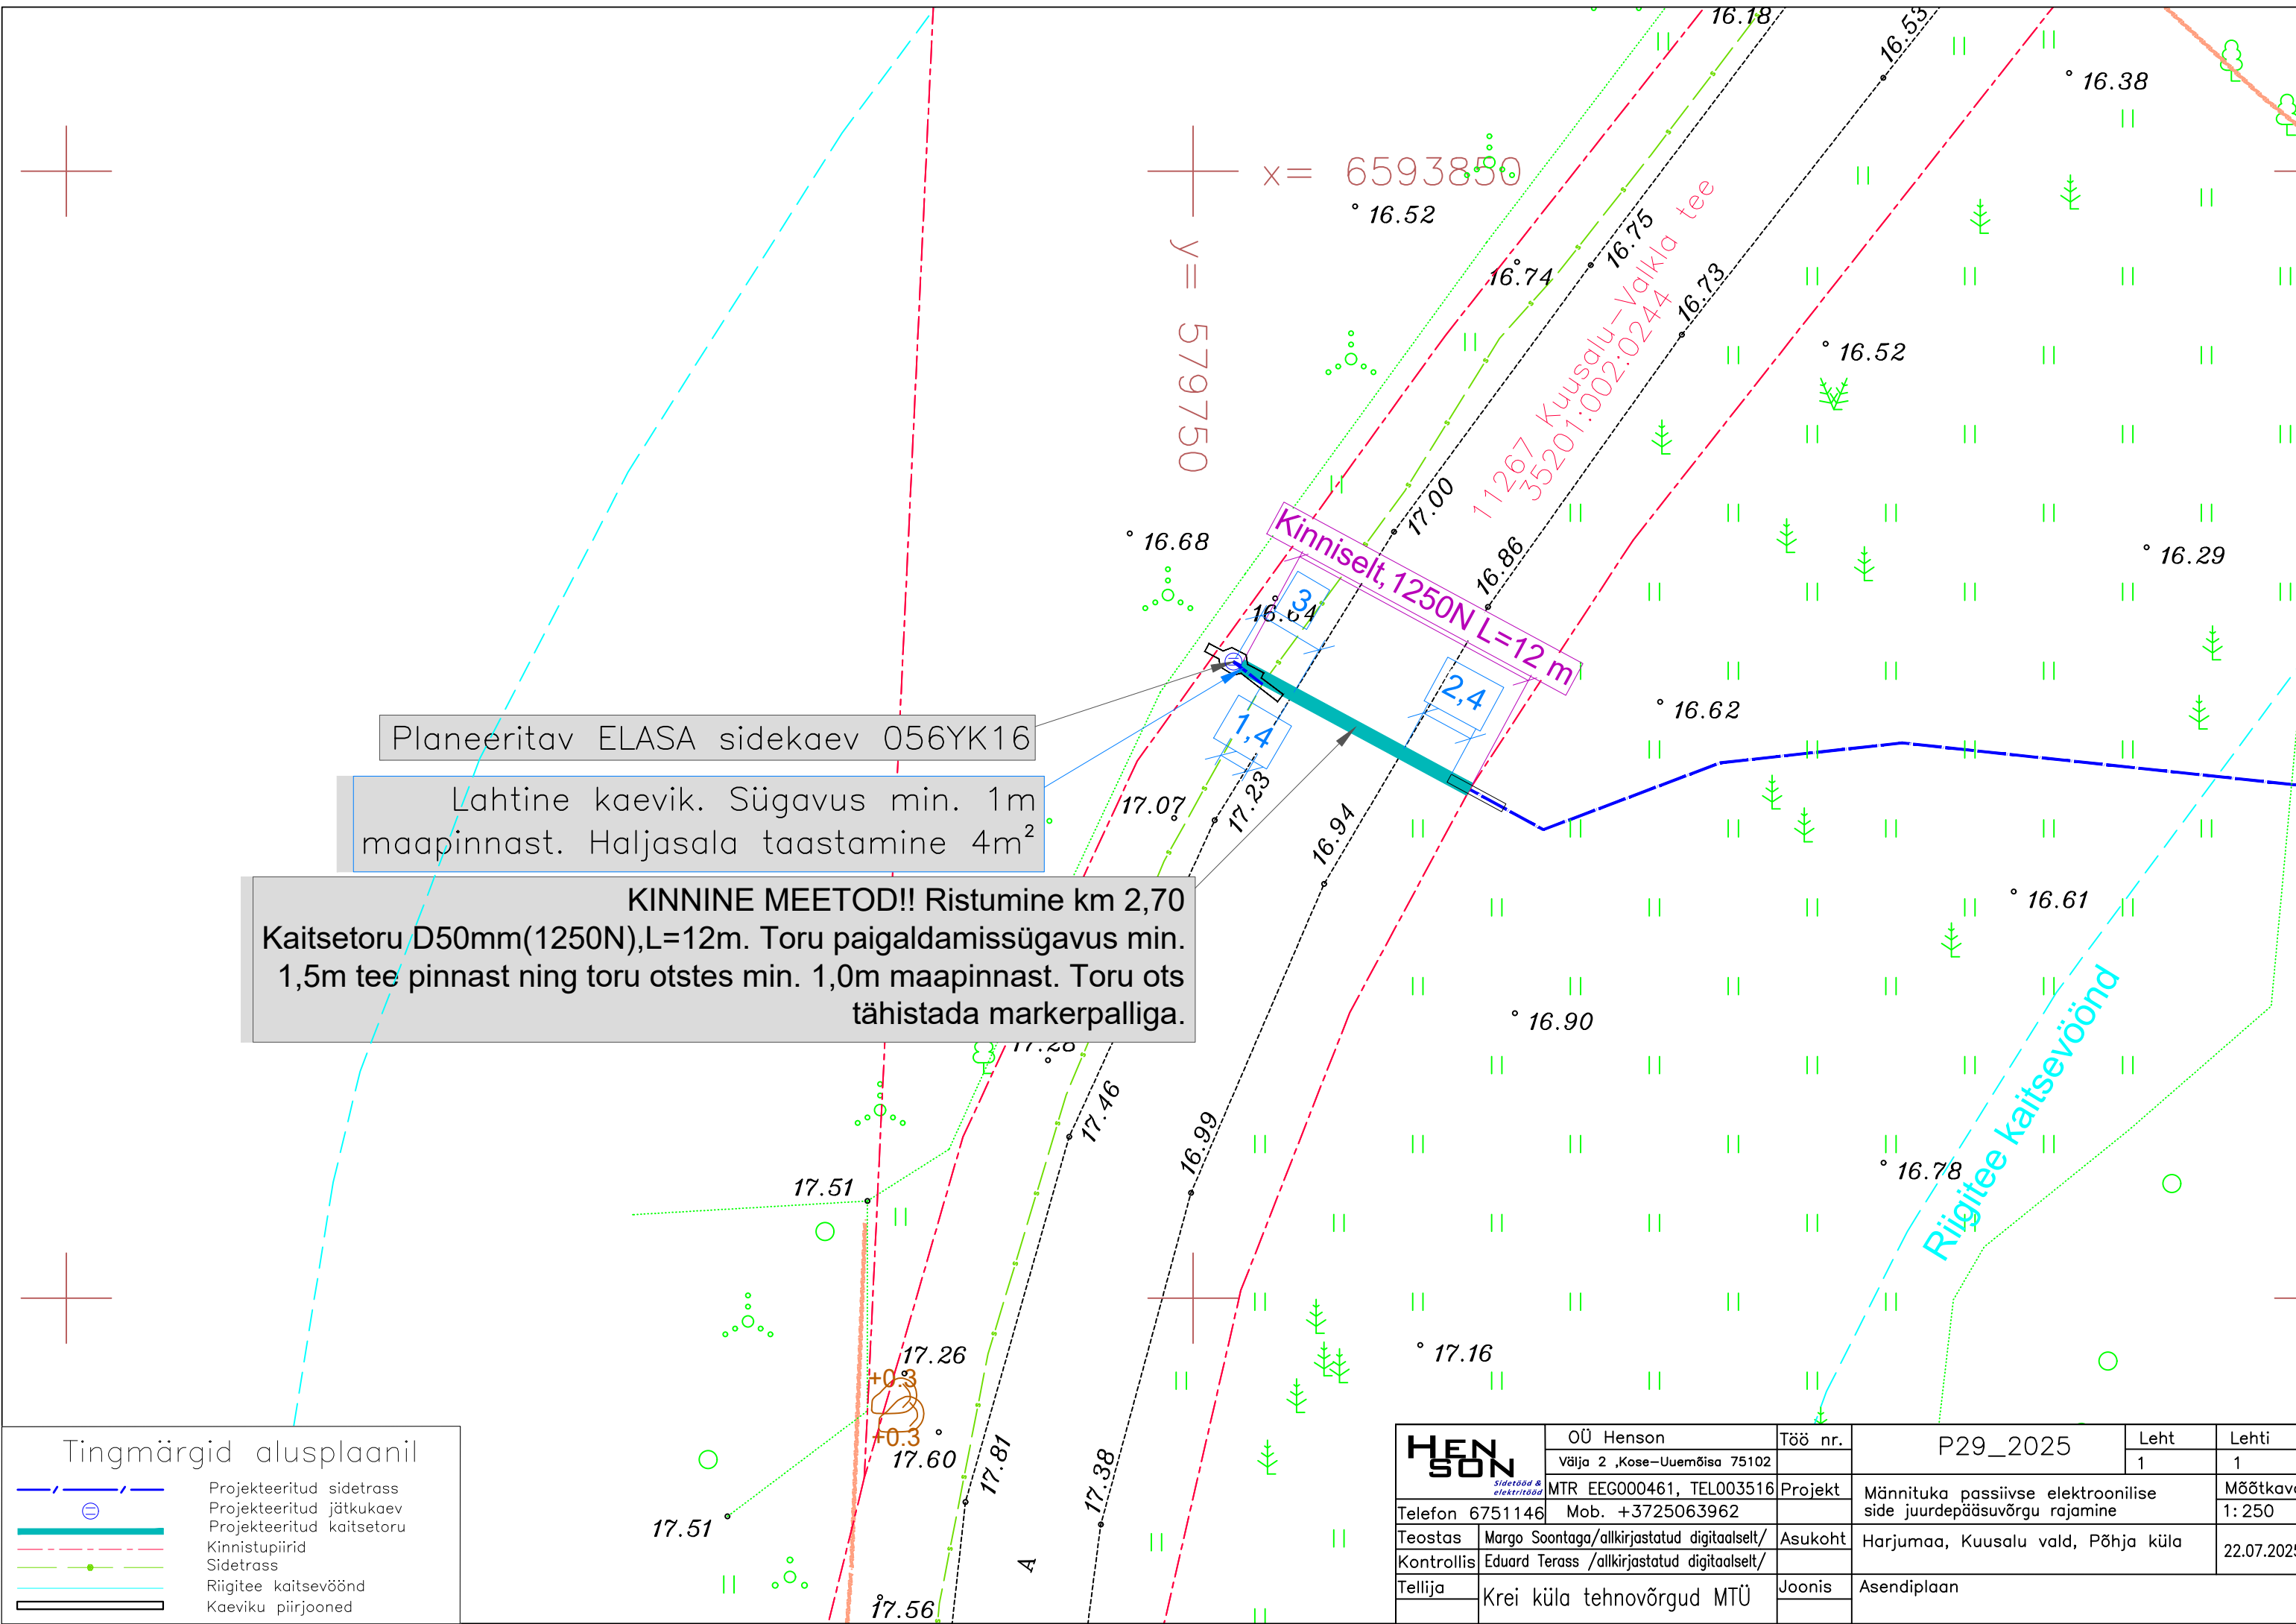 16.18
16.53
16.38
x= 6593850
16.52
y= 579750
16.75
16.74
16.73
11267 Kuusalu-Valkla tee
35201:002:0244
16.52
17.00
16.68
16.86
16.29
Kinniselt, 1250N L=12 m
3
16.64
2,4
1,4
16.62
Planeeritav ELASA sidekaev 056YK16
Lahtine kaevik. Sügavus min. 1m
maapinnast. Haljasala taastamine 4m²
17.07
17.23
16.94
KINNINE MEETOD!! Ristumine km 2,70
Kaitsetoru D50mm(1250N),L=12m. Toru paigaldamissügavus min.
1,5m tee pinnast ning toru otstes min. 1,0m maapinnast. Toru ots
tähistada markerpalliga.
16.61
16.90
17.46
16.99
Riigitee kaitsevöönd
16.78
17.51
17.26
+0.3
+0.3
17.60
17.16
17.81
17.38
17.51
A
17.56
Tingmärgid alusplaanil
Projekteeritud sidetrass
Projekteeritud jätkukaev
Projekteeritud kaitsetoru
Kinnistupiirid
Sidetrass
Riigitee kaitsevöönd
Kaeviku piirjooned
HENSON
Sidetööd &
elektritööd
OÜ Henson
Välja 2 ,Kose-Uuemõisa 75102
MTR EEG000461, TEL003516
Telefon 6751146
Mob. +3725063962
Töö nr.
P29_2025
Leht
1
Lehti
1
Projekt
Männituka passiivse elektroonilise
side juurdepääsuvõrgu rajamine
1:250
Teostas
Margo Soontaga/allkirjastatud digitaalselt/
Kontrollis
Eduard Terass /allkirjastatud digitaalselt/
Asukoht
Harjumaa, Kuusalu vald, Põhja küla
22.07.2025
Tellija
Krei küla tehnovõrgud MTÜ
Joonis
Asendiplaan